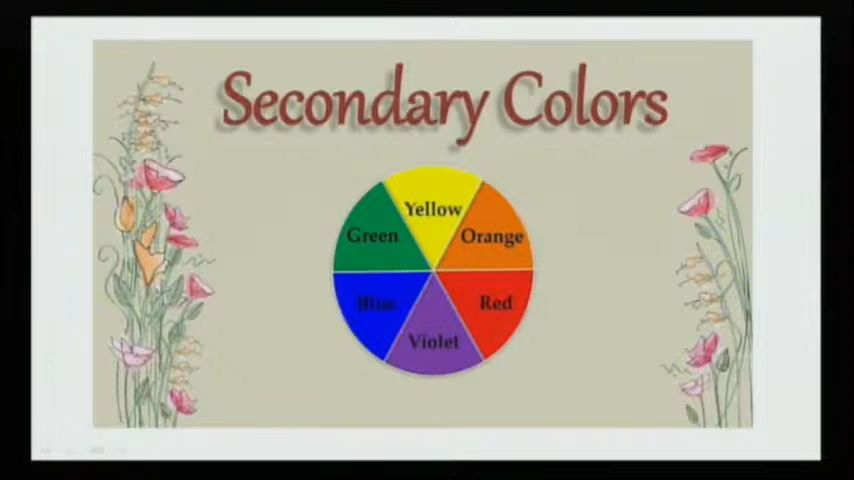 Secondary Colors
Yellow
Green
Orange
Blue
Red
Violet